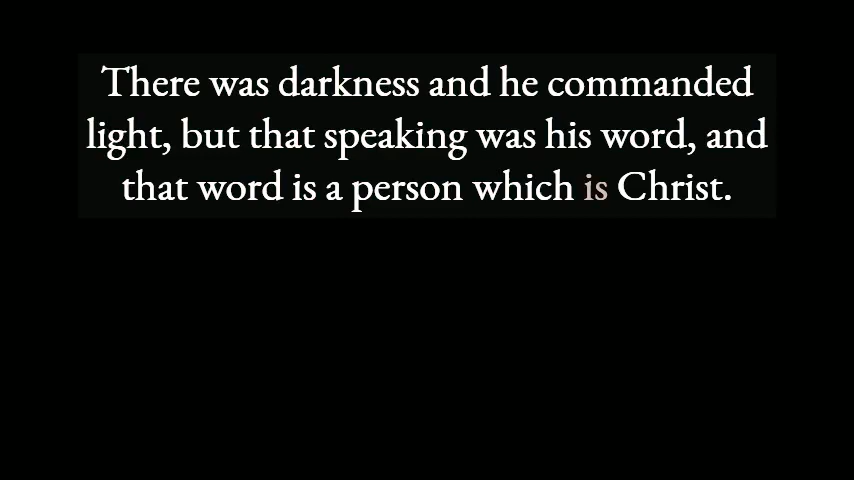 There was darkness and he commanded
light, but that speaking was his word, and
that word is a person which is Christ.